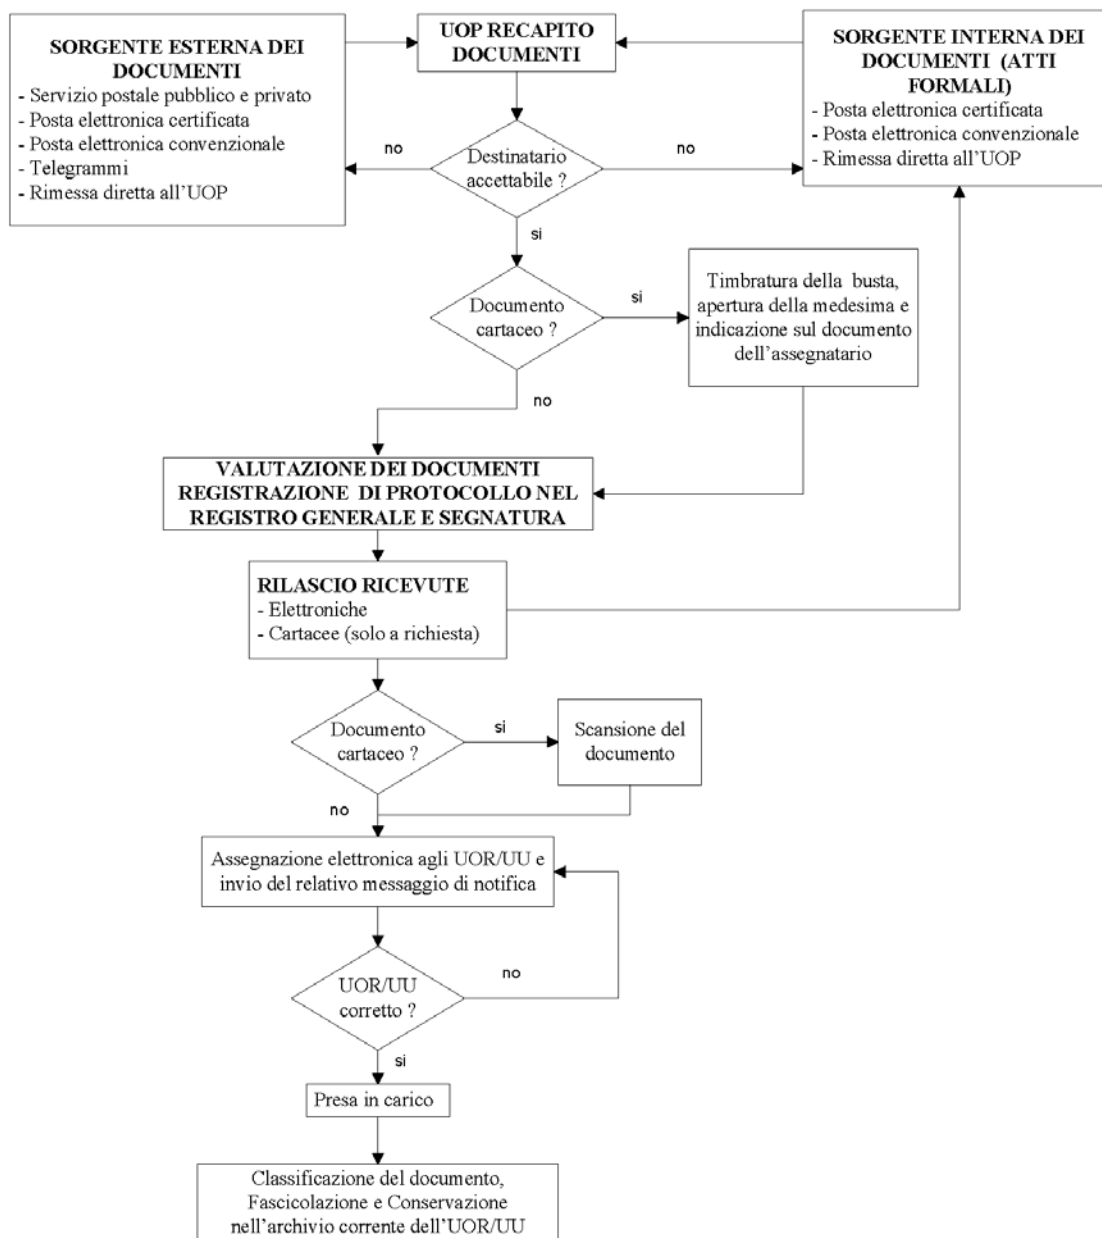 SORGENTE ESTERNA DEI
DOCUMENTI
- Servizio postale pubblico e privato
- Posta elettronica certificata
- Posta elettronica convenzionale
- Telegrammi
- Rimessa diretta all'UOP
UOP RECAPITO
DOCUMENTI
SORGENTE INTERNA DEI
DOCUMENTI (ATTI
FORMALI)
- Posta elettronica certificata
- Posta elettronica convenzionale
- Rimessa diretta all'UOP
no
Destinatario
accettabile ?
no
si
Documento
cartaceo ?
si
Timbratura della busta,
apertura della medesima e
indicazione sul documento
dell'assegnatario
no
VALUTAZIONE DEI DOCUMENTI
REGISTRAZIONE DI PROTOCOLLO NEL
REGISTRO GENERALE E SEGNATURA
RILASCIO RICEVUTE
- Elettroniche
- Cartacee (solo a richiesta)
Documento
cartaceo ?
si
Scansione del
documento
no
Assegnazione elettronica agli UOR/UU e
invio del relativo messaggio di notifica
UOR/UU
corretto ?
no
si
Presa in carico
Classificazione del documento,
Fascicolazione e Conservazione
nell'archivio corrente dell'UOR/UU